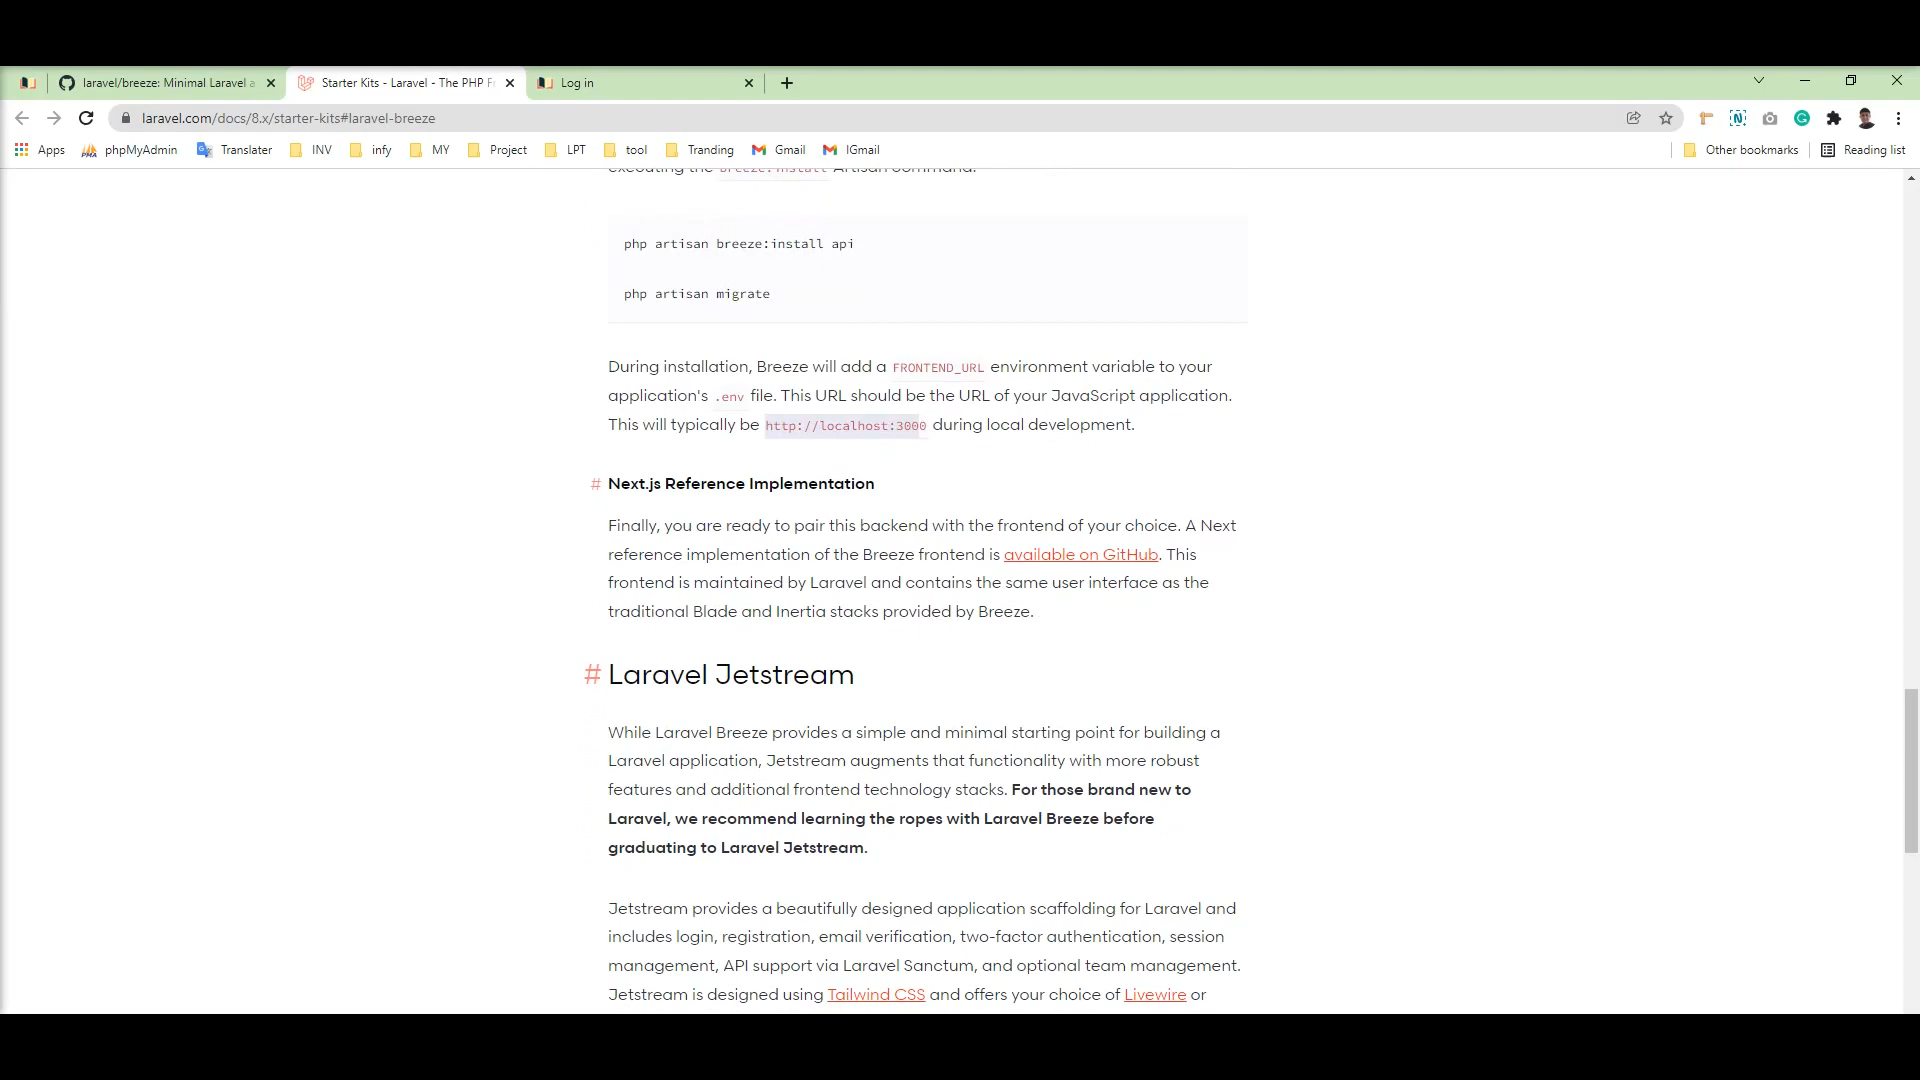 laravel/breeze: Minimal Laravel a
Starter Kits - Laravel - The PHP Fr
Log in
laravel.com/docs/8.x/starter-kits#laravel-breeze
Apps
phpMyAdmin
Translater
INV
infy
MY
Project
LPT
tool
Tranding
Gmail
IGmail
Other bookmarks
Reading list
executing the breeze:install Artisan command.
php artisan breeze:install api
php artisan migrate
During installation, Breeze will add a FRONTEND_URL environment variable to your
application's .env file. This URL should be the URL of your JavaScript application.
This will typically be http://localhost:3000 during local development.
# Next.js Reference Implementation
Finally, you are ready to pair this backend with the frontend of your choice. A Next
reference implementation of the Breeze frontend is available on GitHub. This
frontend is maintained by Laravel and contains the same user interface as the
traditional Blade and Inertia stacks provided by Breeze.
# Laravel Jetstream
While Laravel Breeze provides a simple and minimal starting point for building a
Laravel application, Jetstream augments that functionality with more robust
features and additional frontend technology stacks. For those brand new to
Laravel, we recommend learning the ropes with Laravel Breeze before
graduating to Laravel Jetstream.
Jetstream provides a beautifully designed application scaffolding for Laravel and
includes login, registration, email verification, two-factor authentication, session
management, API support via Laravel Sanctum, and optional team management.
Jetstream is designed using Tailwind CSS and offers your choice of Livewire or